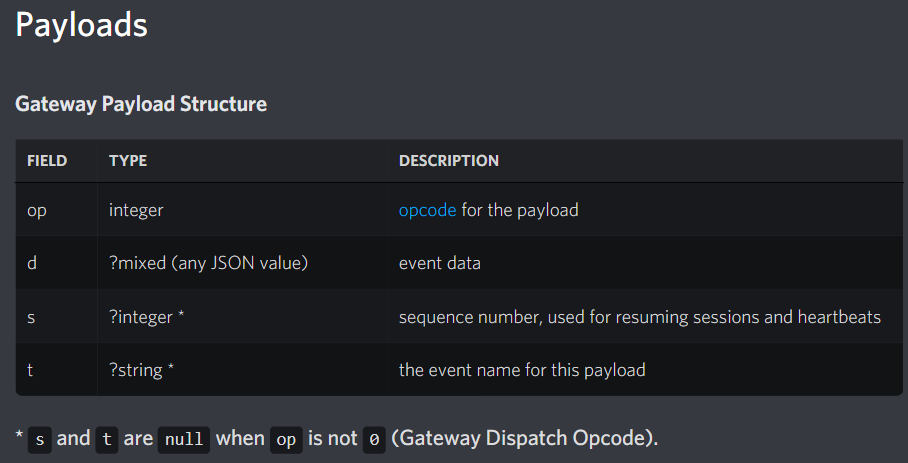 Payloads
Gateway Payload Structure
FIELD TYPE DESCRIPTION
op integer opcode for the payload
d ?mixed (any JSON value) event data
s ?integer * sequence number, used for resuming sessions and heartbeats
t ?string * the event name for this payload
* s and t are null when op is not 0 (Gateway Dispatch Opcode).